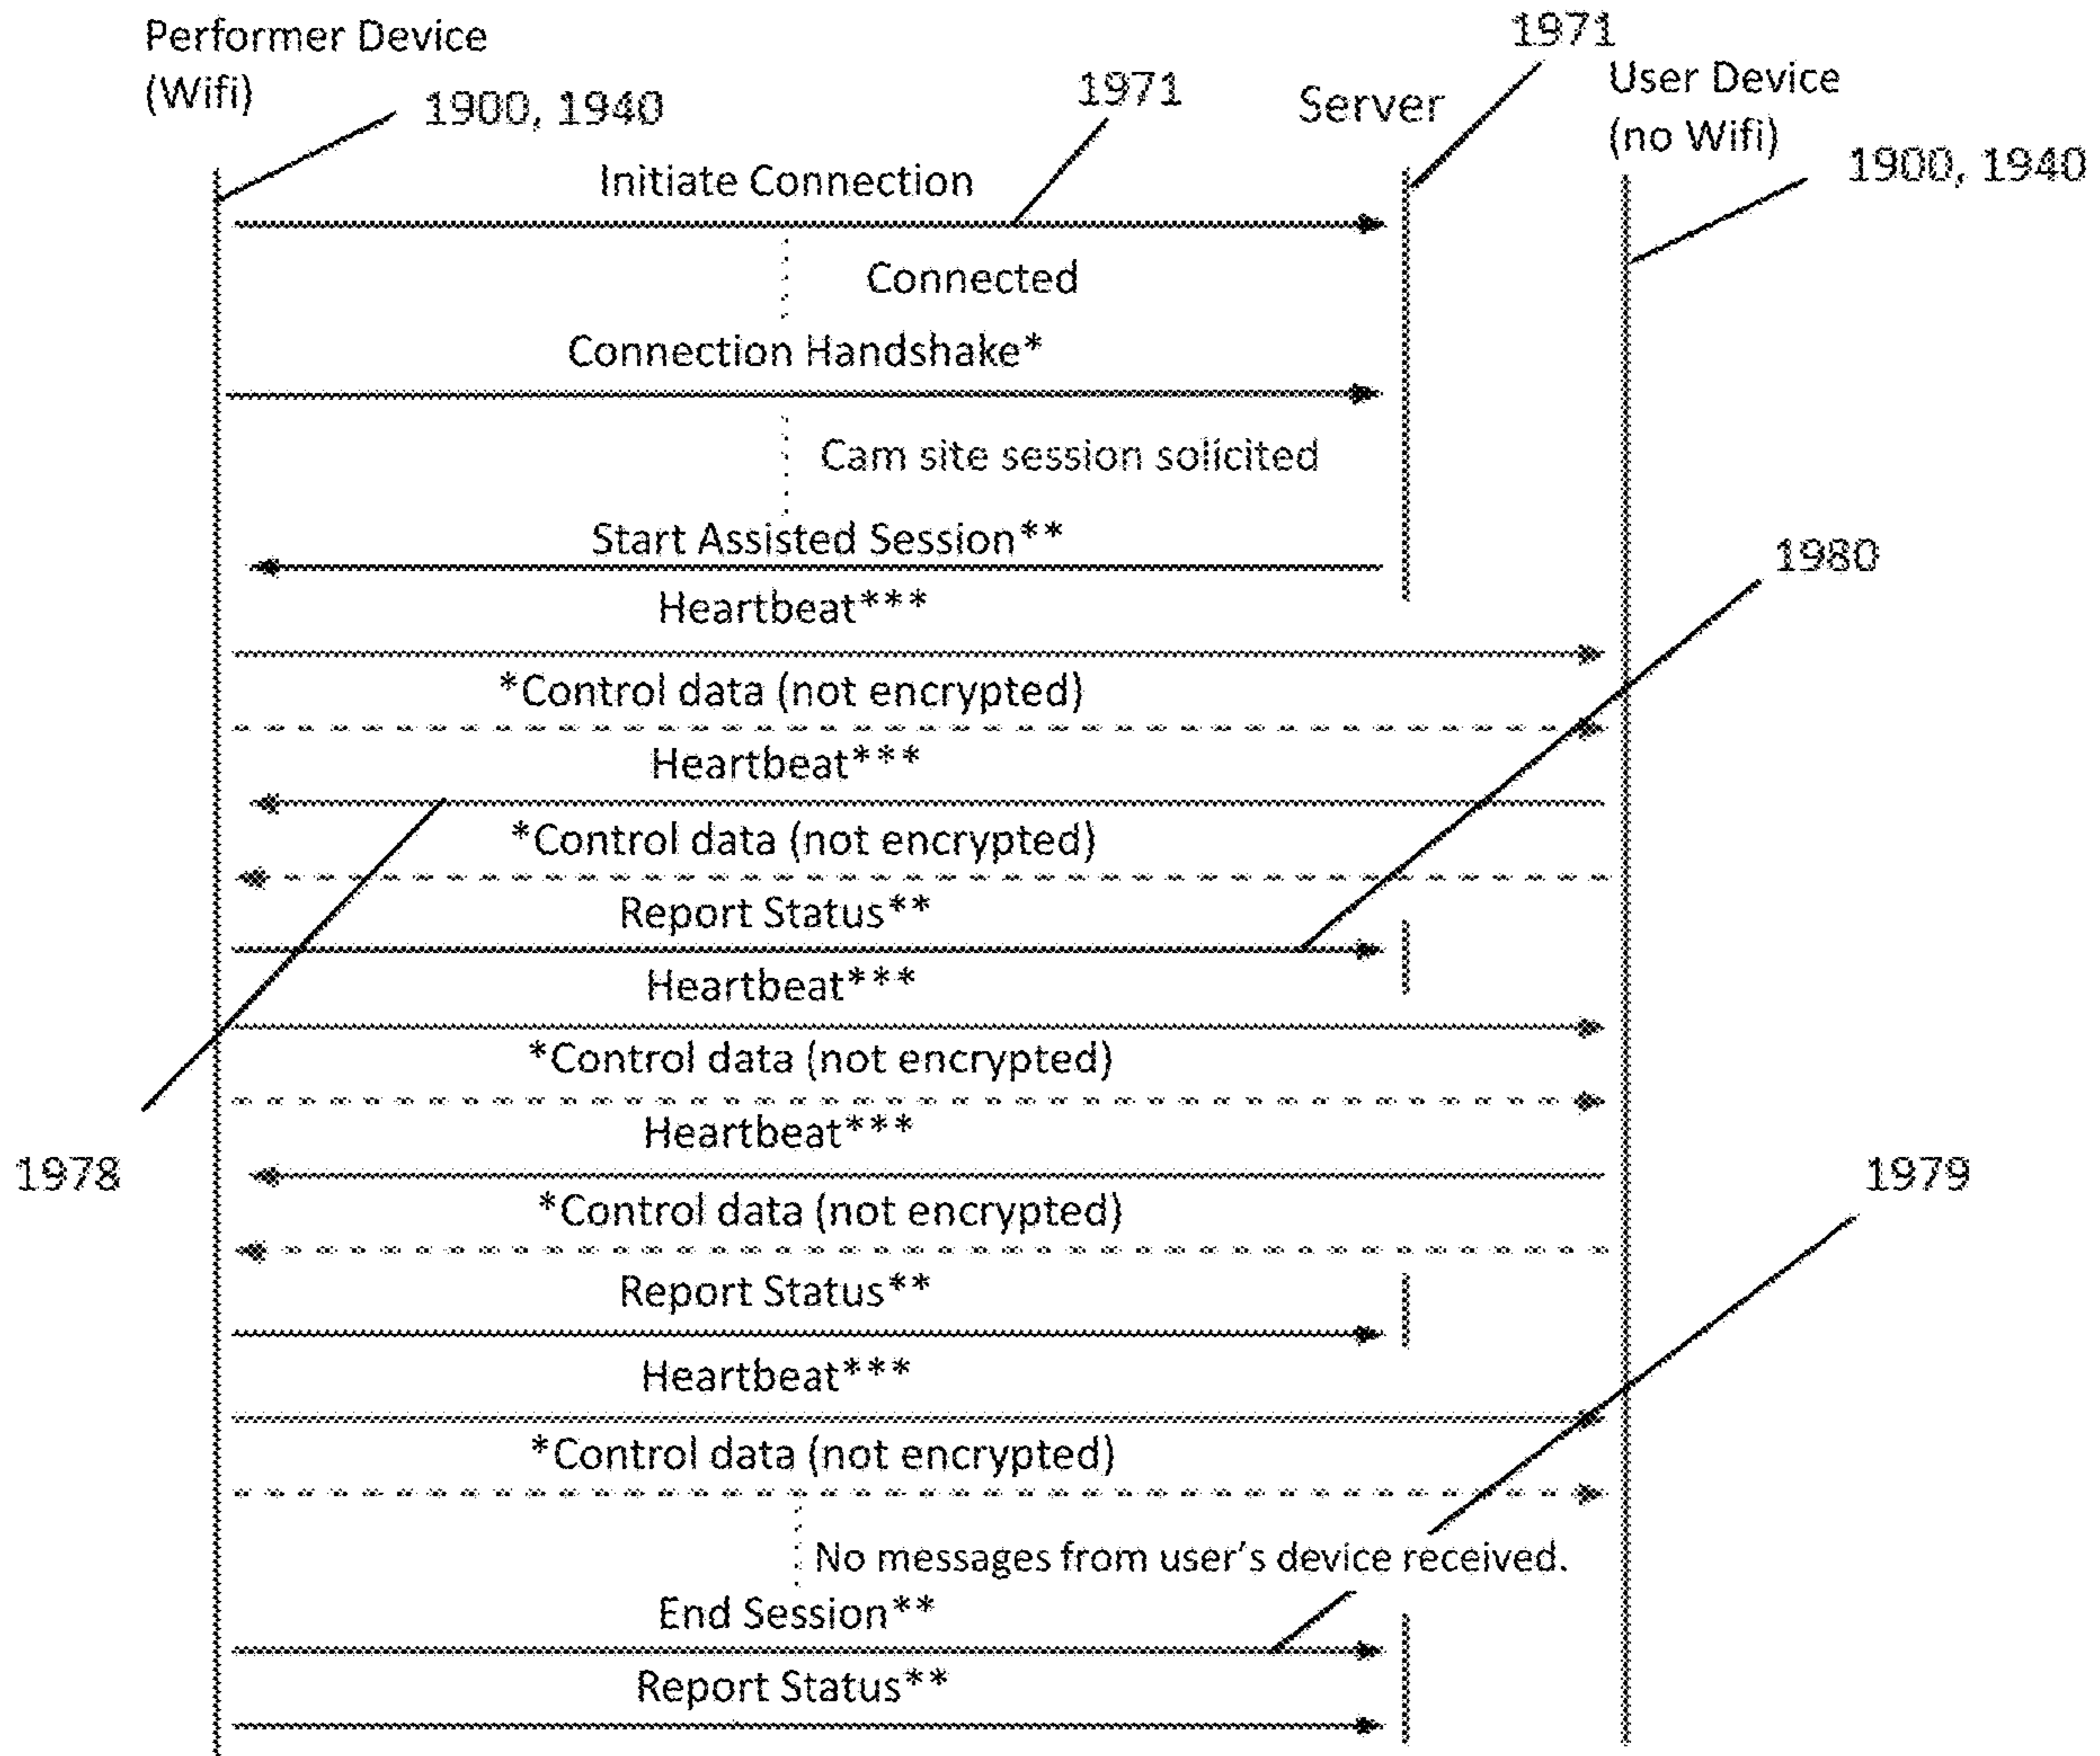 Performer Device
(Wifi)
1900, 1940
1971
Server
1971
User Device
(no Wifi)
1900, 1940
Initiate Connection
Connected
Connection Handshake*
Cam site session solicited
Start Assisted Session**
1980
Heartbeat***
*Control data (not encrypted)
Heartbeat***
*Control data (not encrypted)
Report Status**
Heartbeat***
*Control data (not encrypted)
Heartbeat***
1978
1979
*Control data (not encrypted)
Report Status**
Heartbeat***
*Control data (not encrypted)
No messages from user's device received.
End Session**
Report Status**